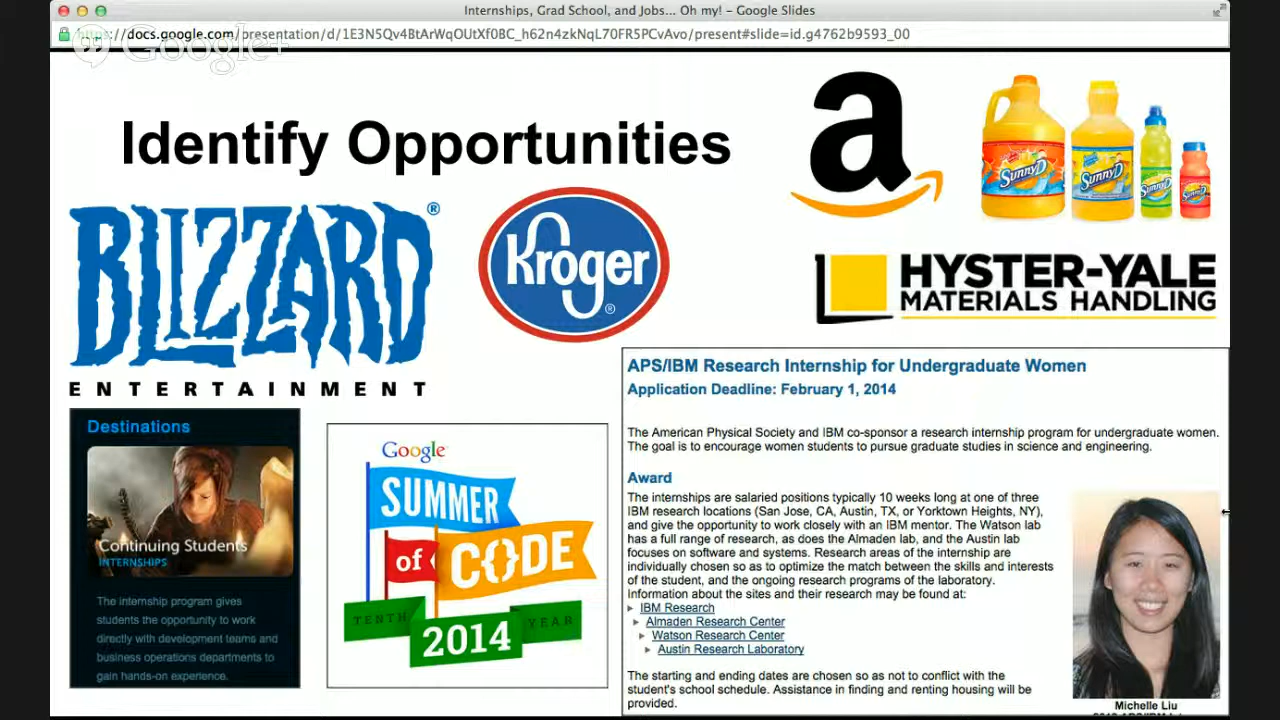 Internships, Grad School, and Jobs... Oh my! – Google Slides
https://docs.google.com/presentation/d/1E3N5Qv4BtArWqOUtXf0BC_h62n4zkNqL70FR5PCvAvo/present#slide=id.g4762b9593_00
Google+
Identify Opportunities
a
SUNNYD
SUNNYD
SUNNYD
SUNNYD
BLIZZARD®
ENTERTAINMENT
Kroger®
HYSTER-YALE
MATERIALS HANDLING
Destinations
Continuing Students
INTERNSHIPS
The internship program gives
students the opportunity to work
directly with development teams and
business operations departments to
gain hands-on experience.
Google
SUMMER
of CODE
TENTH YEAR
2014
APS/IBM Research Internship for Undergraduate Women
Application Deadline: February 1, 2014
The American Physical Society and IBM co-sponsor a research internship program for undergraduate women.
The goal is to encourage women students to pursue graduate studies in science and engineering.
Award
The internships are salaried positions typically 10 weeks long at one of three
IBM research locations (San Jose, CA, Austin, TX, or Yorktown Heights, NY),
and give the opportunity to work closely with an IBM mentor. The Watson lab
has a full range of research, as does the Almaden lab, and the Austin lab
focuses on software and systems. Research areas of the internship are
individually chosen so as to optimize the match between the skills and interests
of the student, and the ongoing research programs of the laboratory.
Information about the sites and their research may be found at:
IBM Research
Almaden Research Center
Watson Research Center
Austin Research Laboratory
The starting and ending dates are chosen so as not to conflict with the
student's school schedule. Assistance in finding and renting housing will be
provided.
Michelle Liu